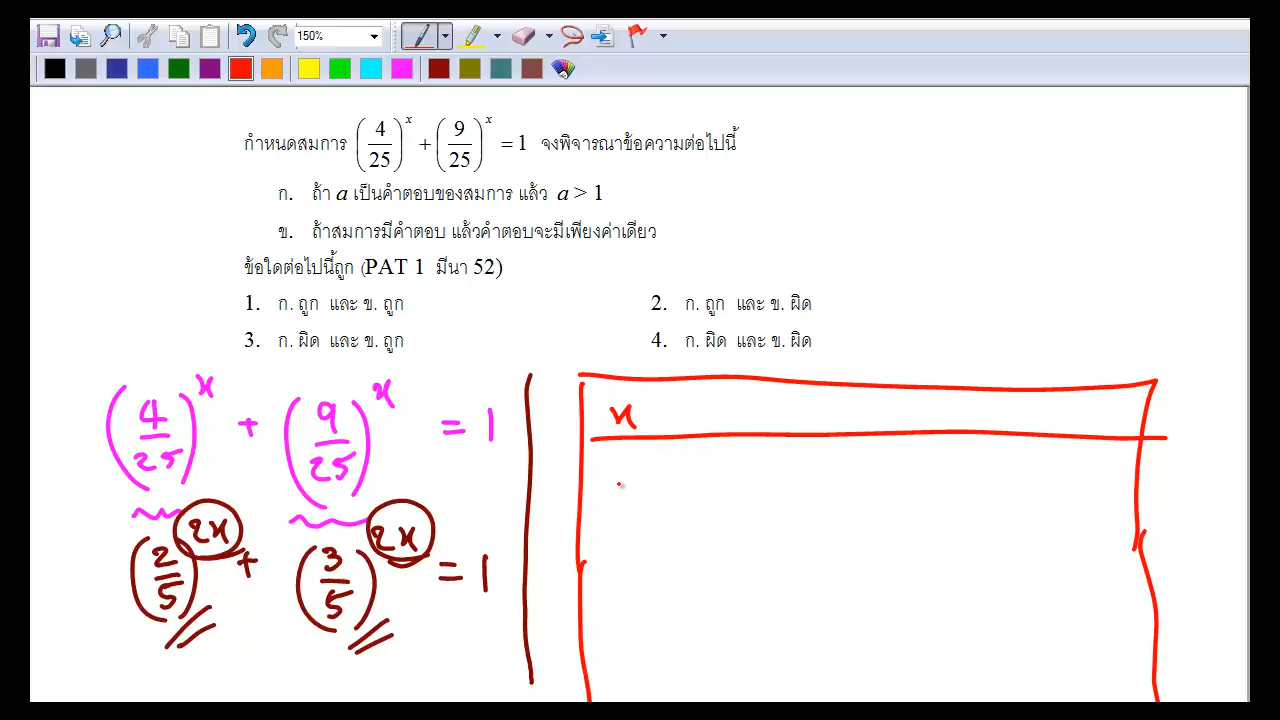 150%
กำหนดสมการ (4/25)^x + (9/25)^x = 1 จงพิจารณาข้อความต่อไปนี้
ก. ถ้า a เป็นคำตอบของสมการ แล้ว a > 1
ข. ถ้าสมการมีคำตอบ แล้วคำตอบจะมีเพียงค่าเดียว
ข้อใดต่อไปนี้ถูก (PAT 1 มีนา 52)
1. ก. ถูก และ ข. ถูก 2. ก. ถูก และ ข. ผิด
3. ก. ผิด และ ข. ถูก 4. ก. ผิด และ ข. ผิด
(4/25)^x + (9/25)^x = 1
(2/5)^2x + (3/5)^2x = 1
x